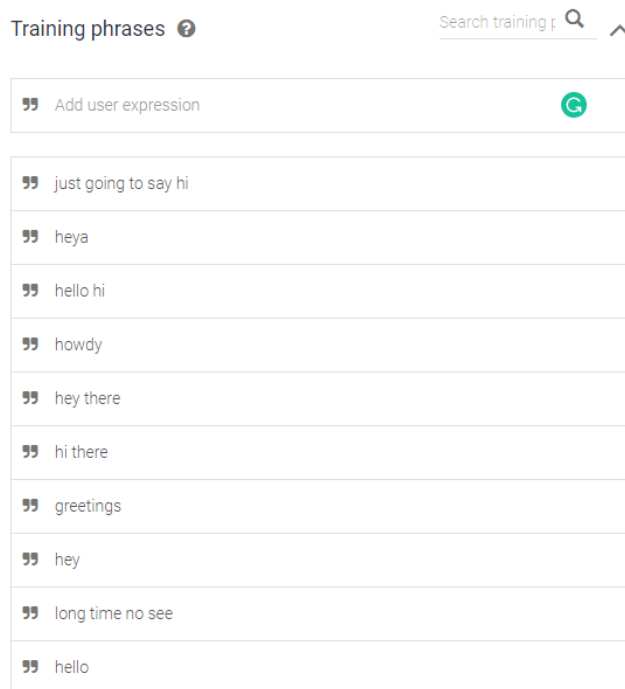 Training phrases
Search training p
Add user expression
just going to say hi
heya
hello hi
howdy
hey there
hi there
greetings
hey
long time no see
hello